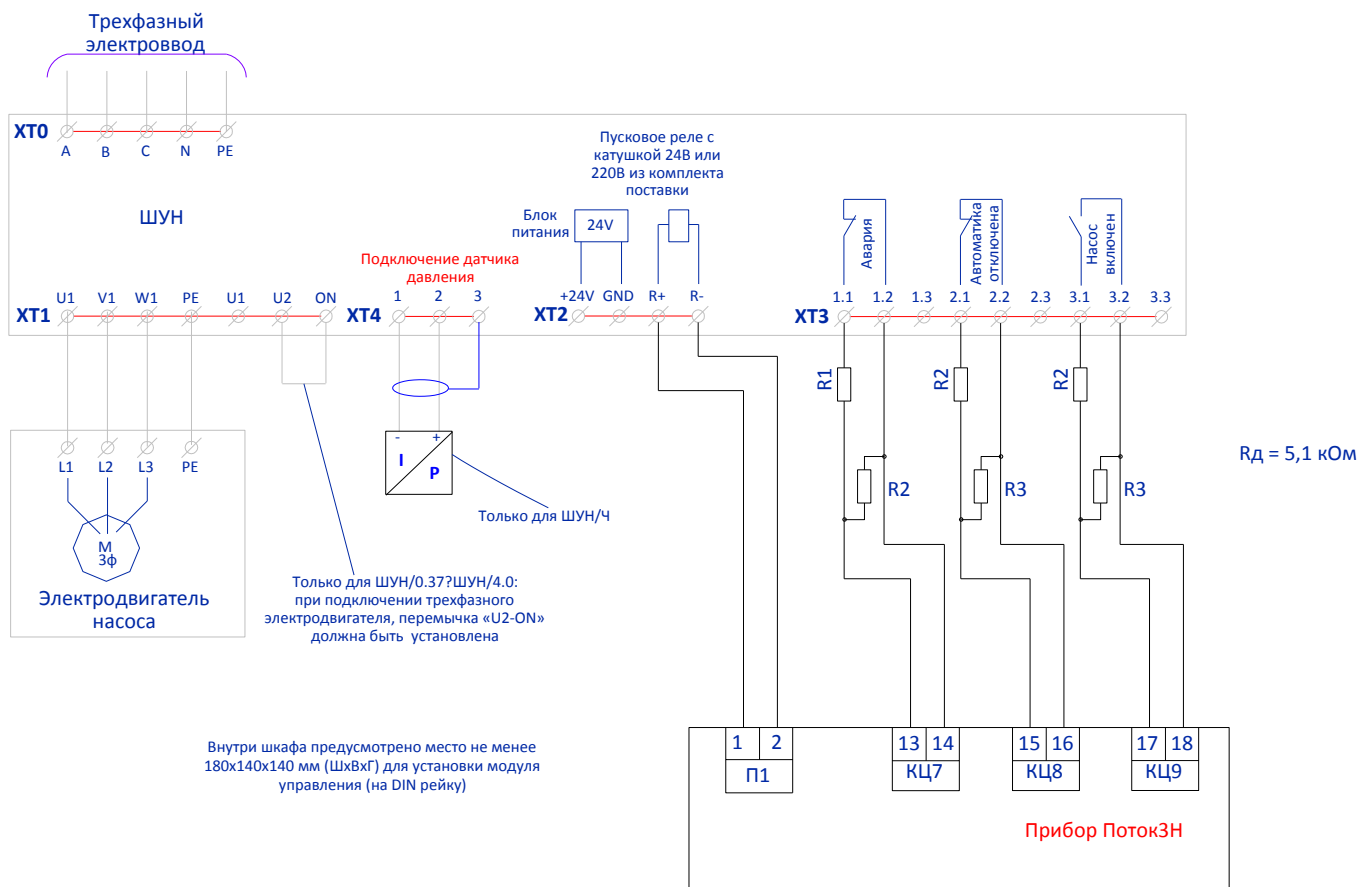 Трехфазный
электроввод
XT0
A
B
C
N
PE
ШУН
Пусковое реле с
катушкой 24В или
220В из комплекта
поставки
Блок
питания
24V
Авария
Автоматика
отключена
Насос
включен
Подключение датчика
давления
XT1
U1
V1
W1
PE
U1
U2
ON
XT4
1
2
3
XT2
+24V
GND
R+
R-
XT3
1.1
1.2
1.3
2.1
2.2
2.3
3.1
3.2
3.3
R1
R2
R2
L1
L2
L3
PE
М
3ф
Электродвигатель
насоса
-
+
I
P
Только для ШУН/Ч
R2
R3
R3
Rд = 5,1 кОм
Только для ШУН/0.37?ШУН/4.0:
при подключении трехфазного
электродвигателя, перемычка «U2-ON»
должна быть установлена
Внутри шкафа предусмотрено место не менее
180х140х140 мм (ШхВхГ) для установки модуля
управления (на DIN рейку)
1
2
П1
13
14
КЦ7
15
16
КЦ8
17
18
КЦ9
Прибор Поток3Н